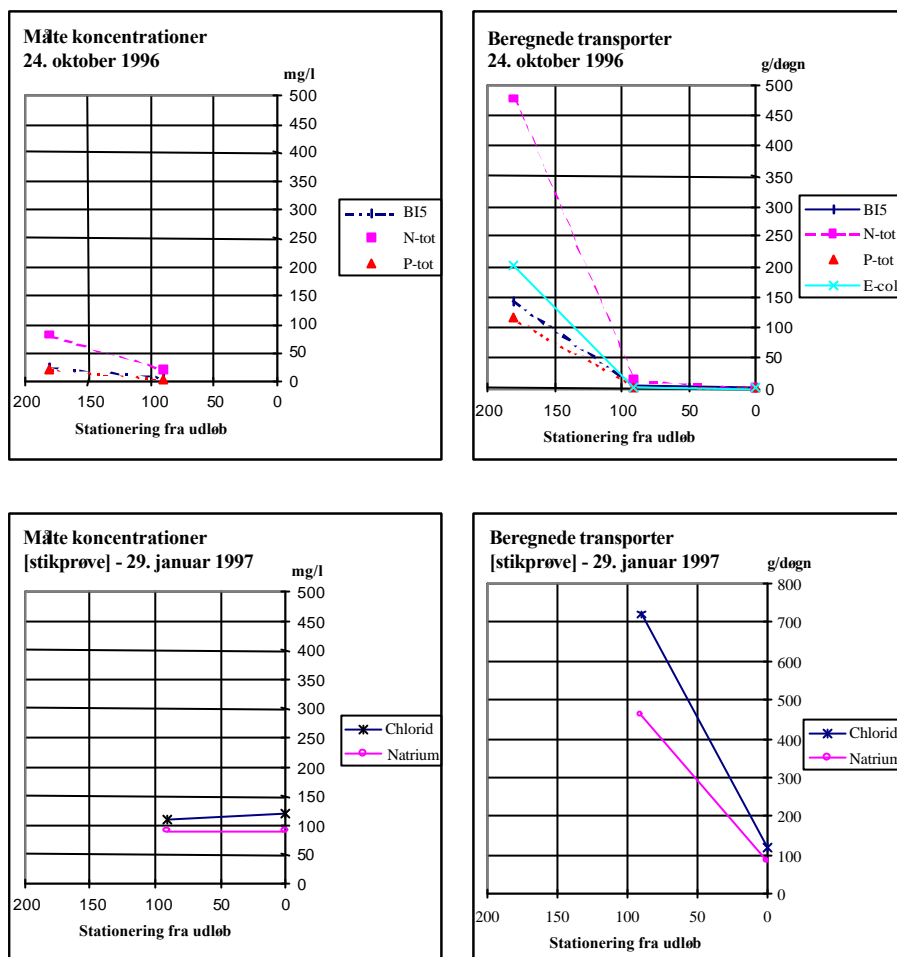 Målte koncentrationer
24. oktober 1996
mg/l
500
450
400
350
300
250
200
150
100
50
0
200 150 100 50 0
Stationering fra udløb
BI5
N-tot
P-tot
Beregnede transporter
24. oktober 1996
g/døgn
500
450
400
350
300
250
200
150
100
50
0
200 150 100 50 0
Stationering fra udløb
BI5
N-tot
P-tot
E-col
Målte koncentrationer
[stikprøve] - 29. januar 1997
mg/l
500
450
400
350
300
250
200
150
100
50
0
200 150 100 50 0
Stationering fra udløb
Chlorid
Natrium
Beregnede transporter
[stikprøve] - 29. januar 1997
g/døgn
800
700
600
500
400
300
200
100
0
200 150 100 50 0
Stationering fra udløb
Chlorid
Natrium